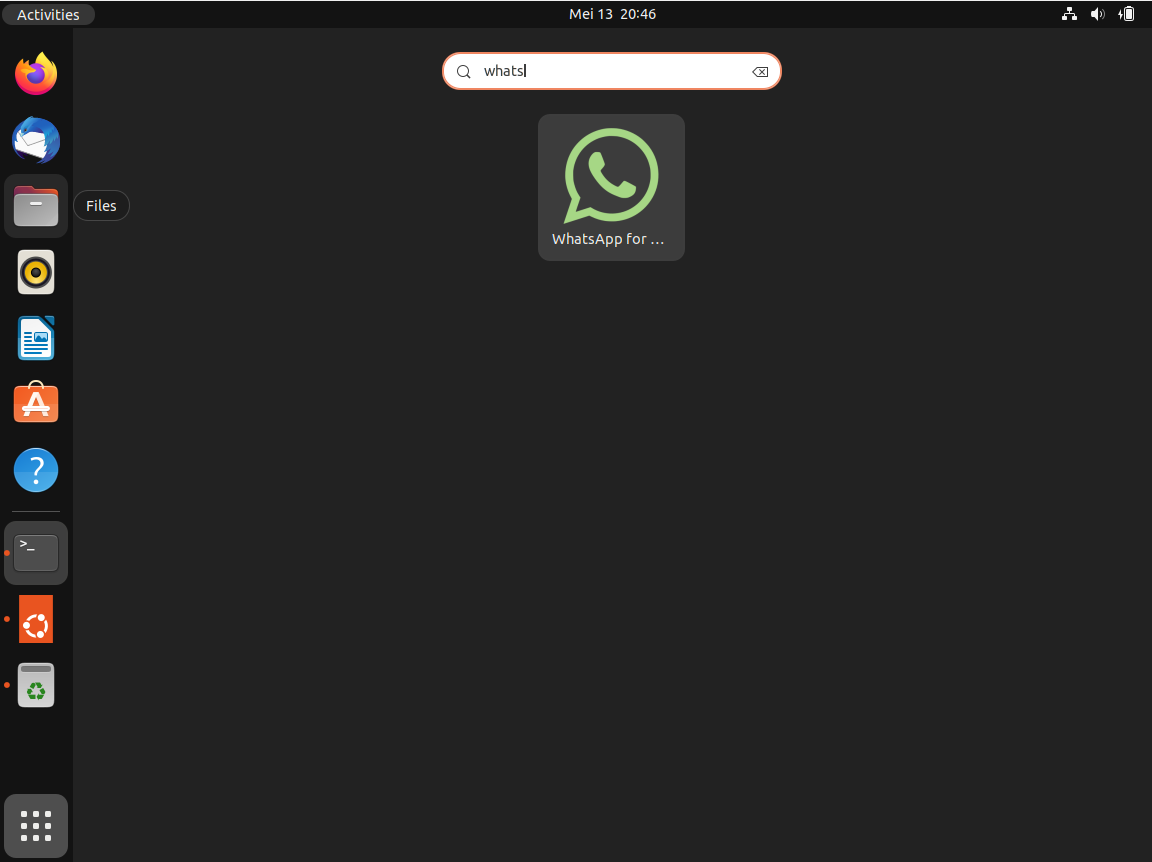 Activities
Mei 13 20:46
whats
Files
WhatsApp for ...
?
>_